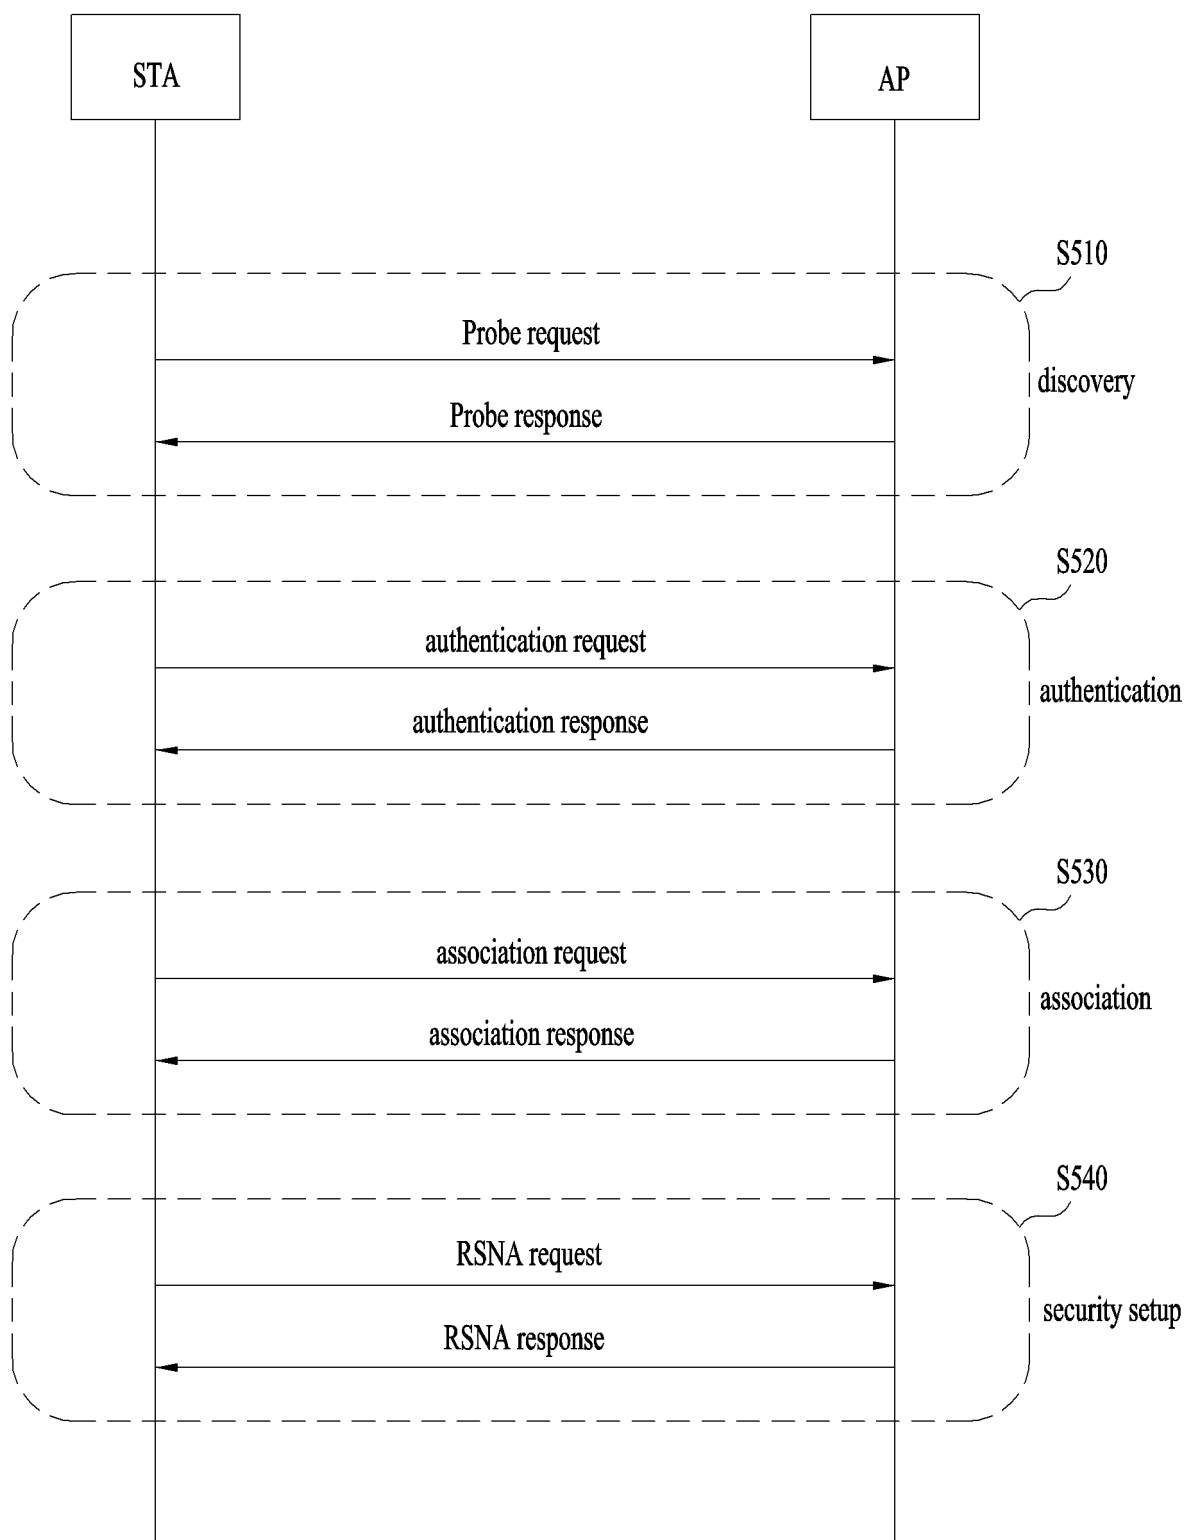 STA
AP
S510
Probe request
discovery
Probe response
S520
authentication request
authentication
authentication response
S530
association request
association
association response
S540
RSNA request
security setup
RSNA response